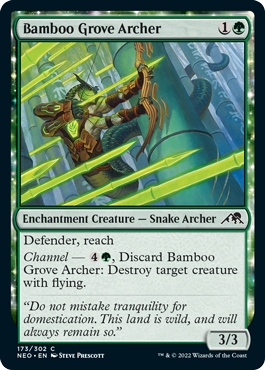 Bamboo Grove Archer 1
Enchantment Creature — Snake Archer
Defender, reach
Channel — 4, Discard Bamboo
Grove Archer: Destroy target creature
with flying.
“Do not mistake tranquility for
domestication. This land is wild, and will
always remain so.”
3/3
173/302 C
NEO • EN STEVE PRESCOTT
™ & © 2022 Wizards of the Coast